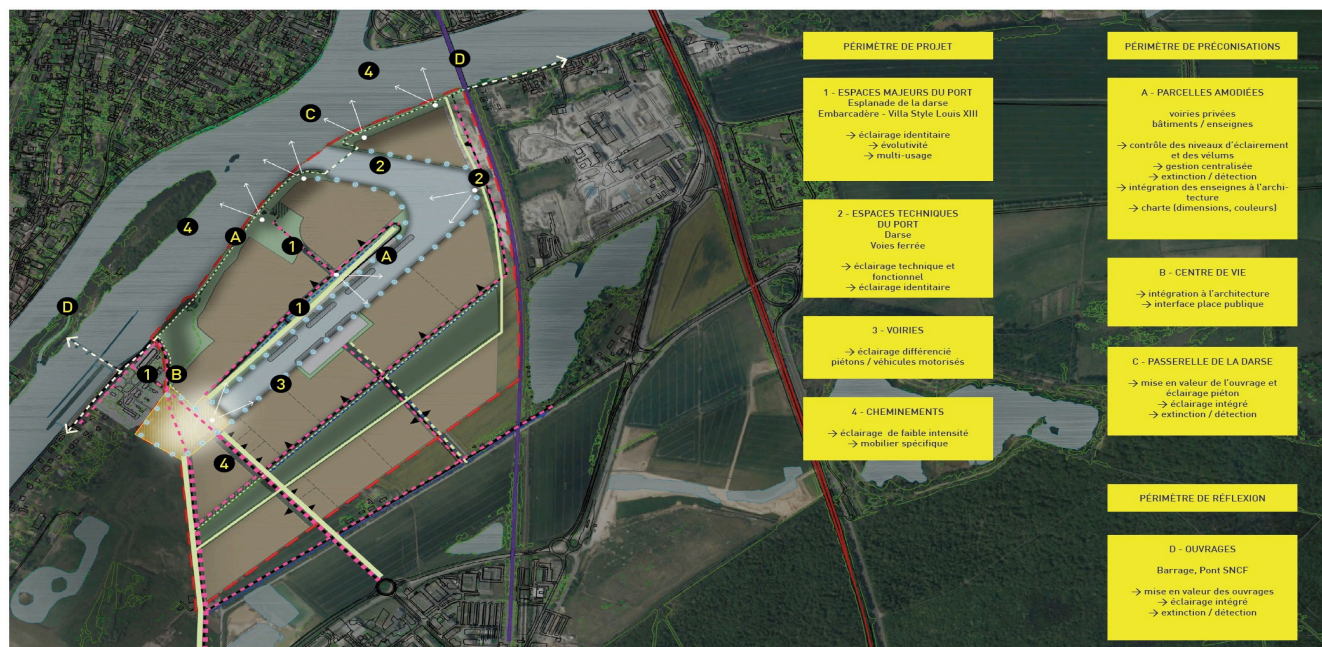 D
4
C
2
2
4
A
1
A
D
1
1
B
3
4
PÉRIMÈTRE DE PROJET
1 - ESPACES MAJEURS DU PORT
Esplanade de la darse
Embarcadère - Villa Style Louis XIII
→ éclairage identitaire
→ évolutivité
→ multi-usage
2 - ESPACES TECHNIQUES
DU PORT
Darse
Voies ferrée
→ éclairage technique et
fonctionnel
→ éclairage identitaire
3 - VOIRIES
→ éclairage différencié
piétons / véhicules motorisés
4 - CHEMINEMENTS
→ éclairage de faible intensité
→ mobilier spécifique
PÉRIMÈTRE DE PRÉCONISATIONS
A - PARCELLES AMODIÉES
voiries privées
bâtiments / enseignes
→ contrôle des niveaux d'éclairement
et des vélums
→ gestion centralisée
→ extinction / détection
→ intégration des enseignes à l'archi-
tecture
→ charte (dimensions, couleurs)
B - CENTRE DE VIE
→ intégration à l'architecture
→ interface place publique
C - PASSERELLE DE LA DARSE
→ mise en valeur de l'ouvrage et
éclairage piéton
→ éclairage intégré
→ extinction / détection
PÉRIMÈTRE DE RÉFLEXION
D - OUVRAGES
Barrage, Pont SNCF
→ mise en valeur des ouvrages
→ éclairage intégré
→ extinction / détection